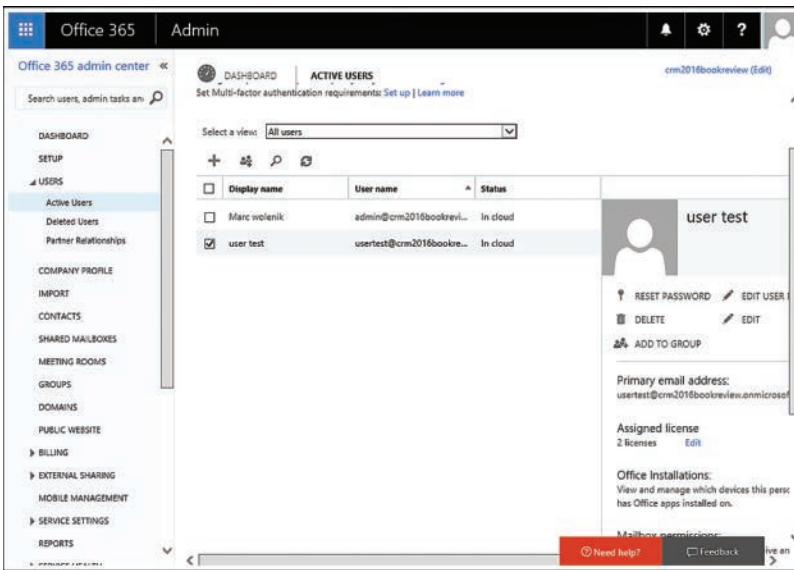 Office 365 Admin ?
Office 365 admin center «
Search users, admin tasks an
DASHBOARD
SETUP
USERS
Active Users
Deleted Users
Partner Relationships
COMPANY PROFILE
IMPORT
CONTACTS
SHARED MAILBOXES
MEETING ROOMS
GROUPS
DOMAINS
PUBLIC WEBSITE
BILLING
EXTERNAL SHARING
MOBILE MANAGEMENT
SERVICE SETTINGS
REPORTS
SERVICE HEALTH
DASHBOARD ACTIVE USERS
crm2016bookreview (Edit)
Set Multi-factor authentication requirements: Set up | Learn more
Select a view: All users
Display name User name Status
Marc wolenik admin@crm2016bookrevi... In cloud
user test usertest@crm2016bookre... In cloud
user test
RESET PASSWORD EDIT USER
DELETE EDIT
ADD TO GROUP
Primary email address:
usertest@crm2016bookreview.onmicrosof
Assigned license
2 licenses Edit
Office Installations:
View and manage which devices this pers
has Office apps installed on.
Mailbox permissions:
Need help? Feedback ive an